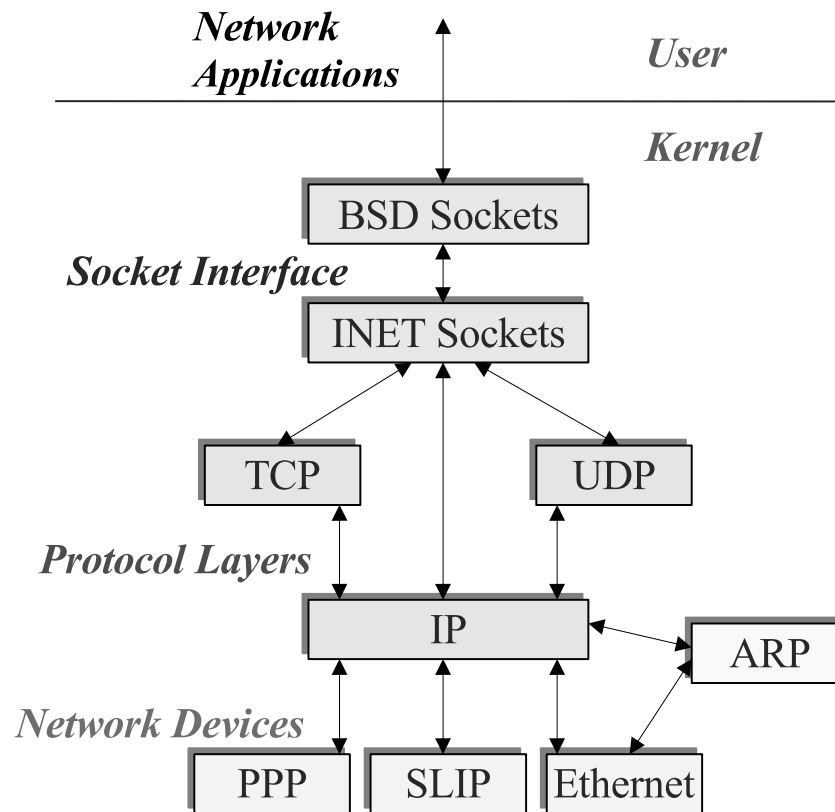 Network
Applications
User
Kernel
BSD Sockets
Socket Interface
INET Sockets
TCP
UDP
Protocol Layers
IP
ARP
Network Devices
PPP
SLIP
Ethernet